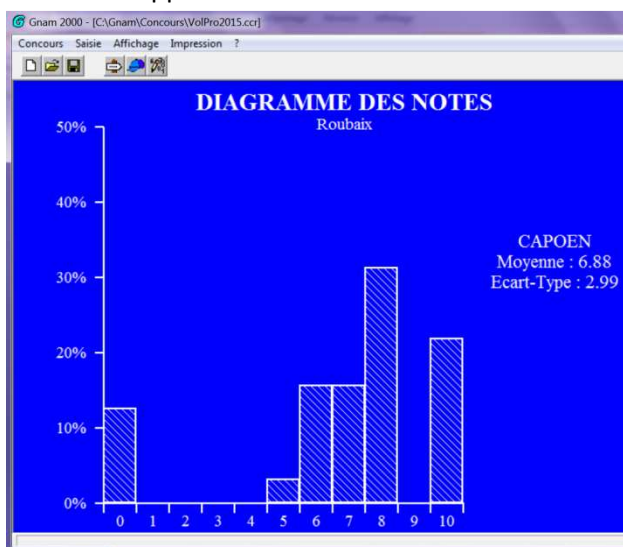 Gnam 2000 - [C:\Gnam\Concours\VolPro2015.ccr]
Concours Saisie Affichage Impression ?
DIAGRAMME DES NOTES
Roubaix
50%
40%
30%
20%
10%
0%
CAPOEN
Moyenne : 6.88
Ecart-Type : 2.99
0 1 2 3 4 5 6 7 8 9 10